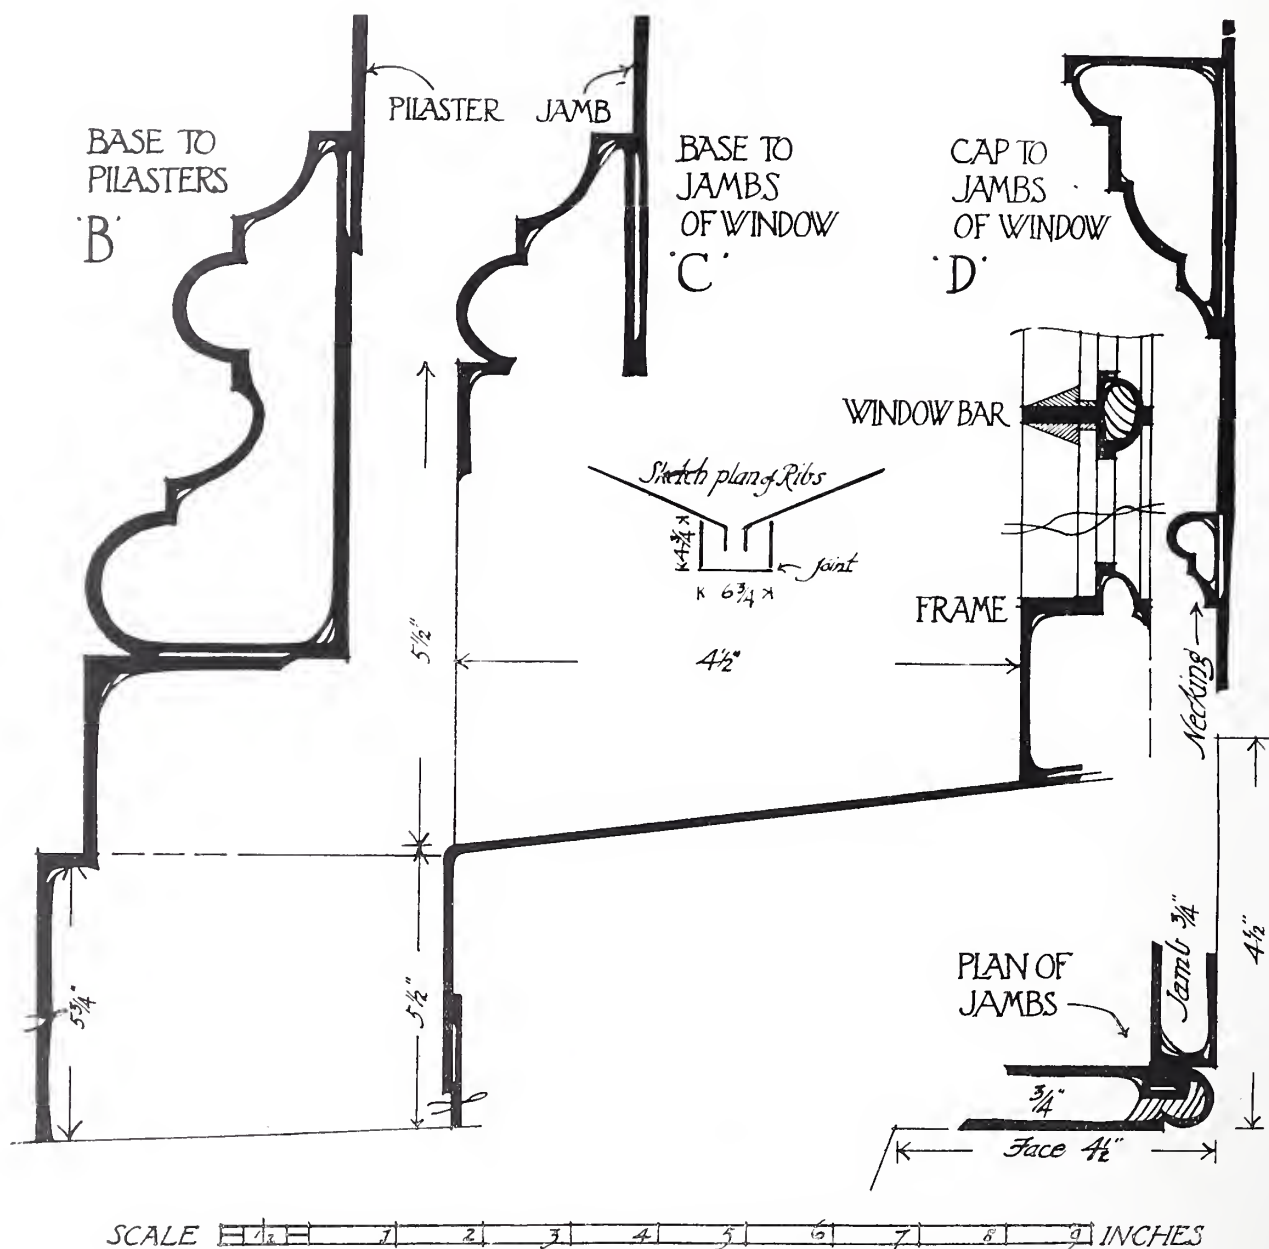 PILASTER
JAMB
BASE TO
PILASTERS
'B'
BASE TO
JAMBS
OF WINDOW
'C'
CAP TO
JAMBS
OF WINDOW
'D'
WINDOW BAR
Sketch plan of Ribs
4¾
6¾
Joint
FRAME
5½"
4½"
Necking
5¾"
5½"
PLAN OF
JAMBS
Jamb ¾"
4½"
¾"
Face 4½"
SCALE 1/2 1 2 3 4 5 6 7 8 9 INCHES